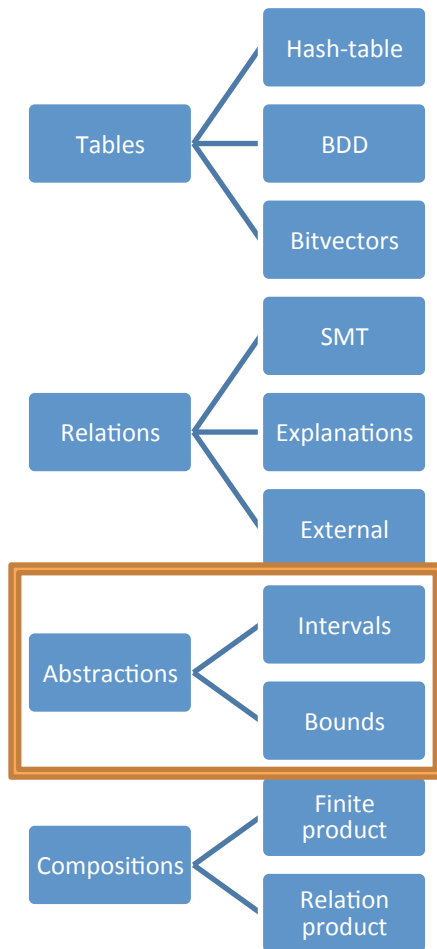 Tables
Hash-table
BDD
Bitvectors
Relations
SMT
Explanations
External
Abstractions
Intervals
Bounds
Compositions
Finite
product
Relation
product